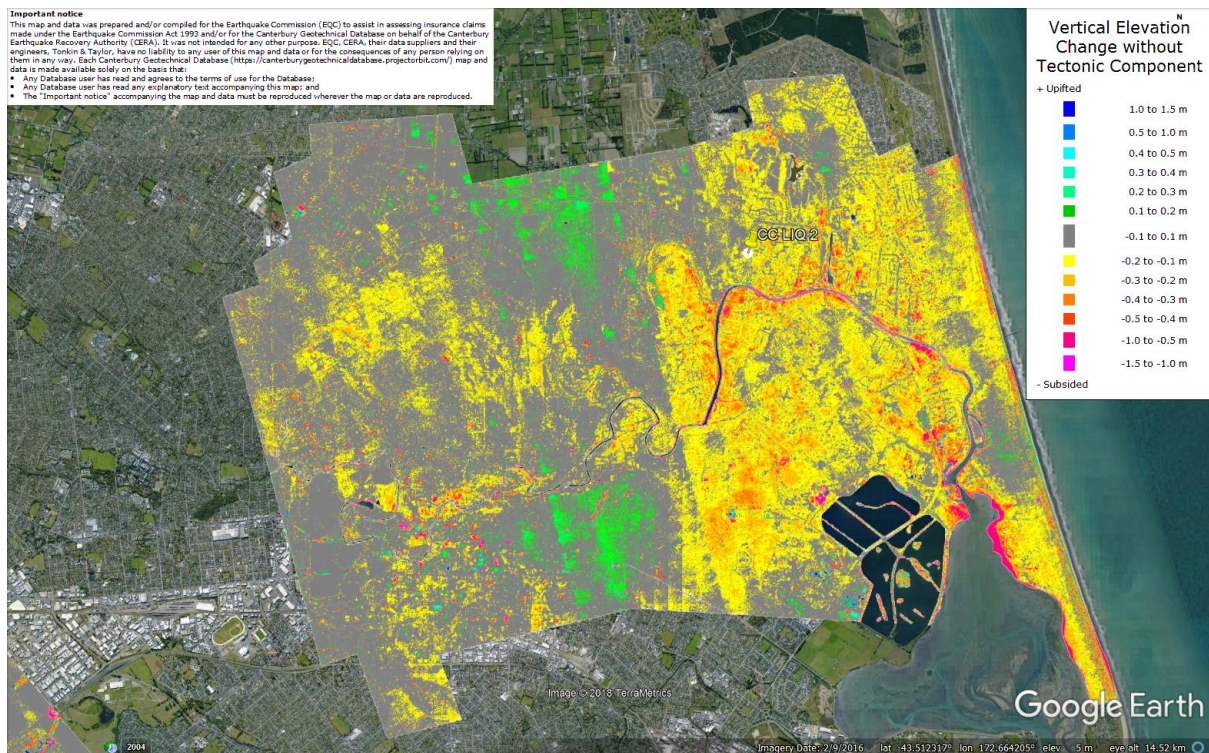 Important notice
This map and data was prepared and/or compiled for the Earthquake Commission (EQC) to assist in assessing insurance claims
made under the Earthquake Commission Act 1993 and/or for the Canterbury Geotechnical Database on behalf of the Canterbury
Earthquake Recovery Authority (CERA). It was not intended for any other purpose. EQC, CERA, their data suppliers and their
engineers, Tonkin & Taylor, have no liability to any user of this map and data or for the consequences of any person relying on
them in any way. Each Canterbury Geotechnical Database (https://canterburygeotechnicaldatabase.projectorbit.com/) map and
data is made available solely on the basis that:
• Any Database user has read and agrees to the terms of use for the Database;
• Any Database user has read any explanatory text accompanying this map; and
• The "Important notice" accompanying the map and data must be reproduced wherever the map or data are reproduced.
N
Vertical Elevation
Change without
Tectonic Component
+ Uplifted
1.0 to 1.5 m
0.5 to 1.0 m
0.4 to 0.5 m
0.3 to 0.4 m
0.2 to 0.3 m
0.1 to 0.2 m
-0.1 to 0.1 m
-0.2 to -0.1 m
-0.3 to -0.2 m
-0.4 to -0.3 m
-0.5 to -0.4 m
-1.0 to -0.5 m
-1.5 to -1.0 m
- Subsided
CC LIQ 2
Image © 2018 TerraMetrics
Google Earth
2004
Imagery Date: 2/9/2016 lat -43.512317° lon 172.664205° elev 5 m eye alt 14.52 km